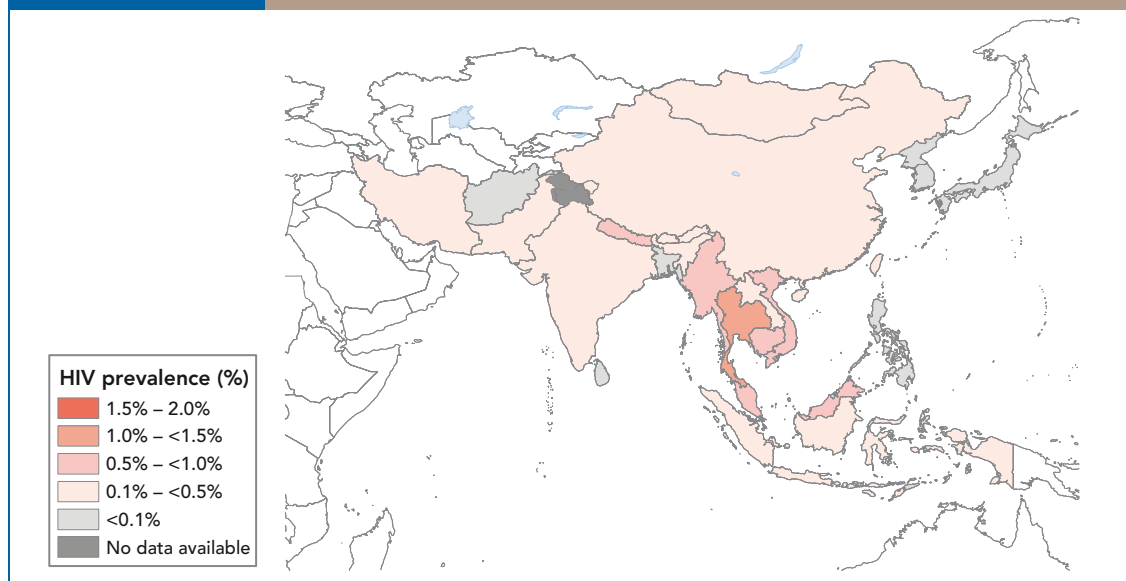 HIV prevalence (%)
1.5% – 2.0%
1.0% – <1.5%
0.5% – <1.0%
0.1% – <0.5%
<0.1%
No data available